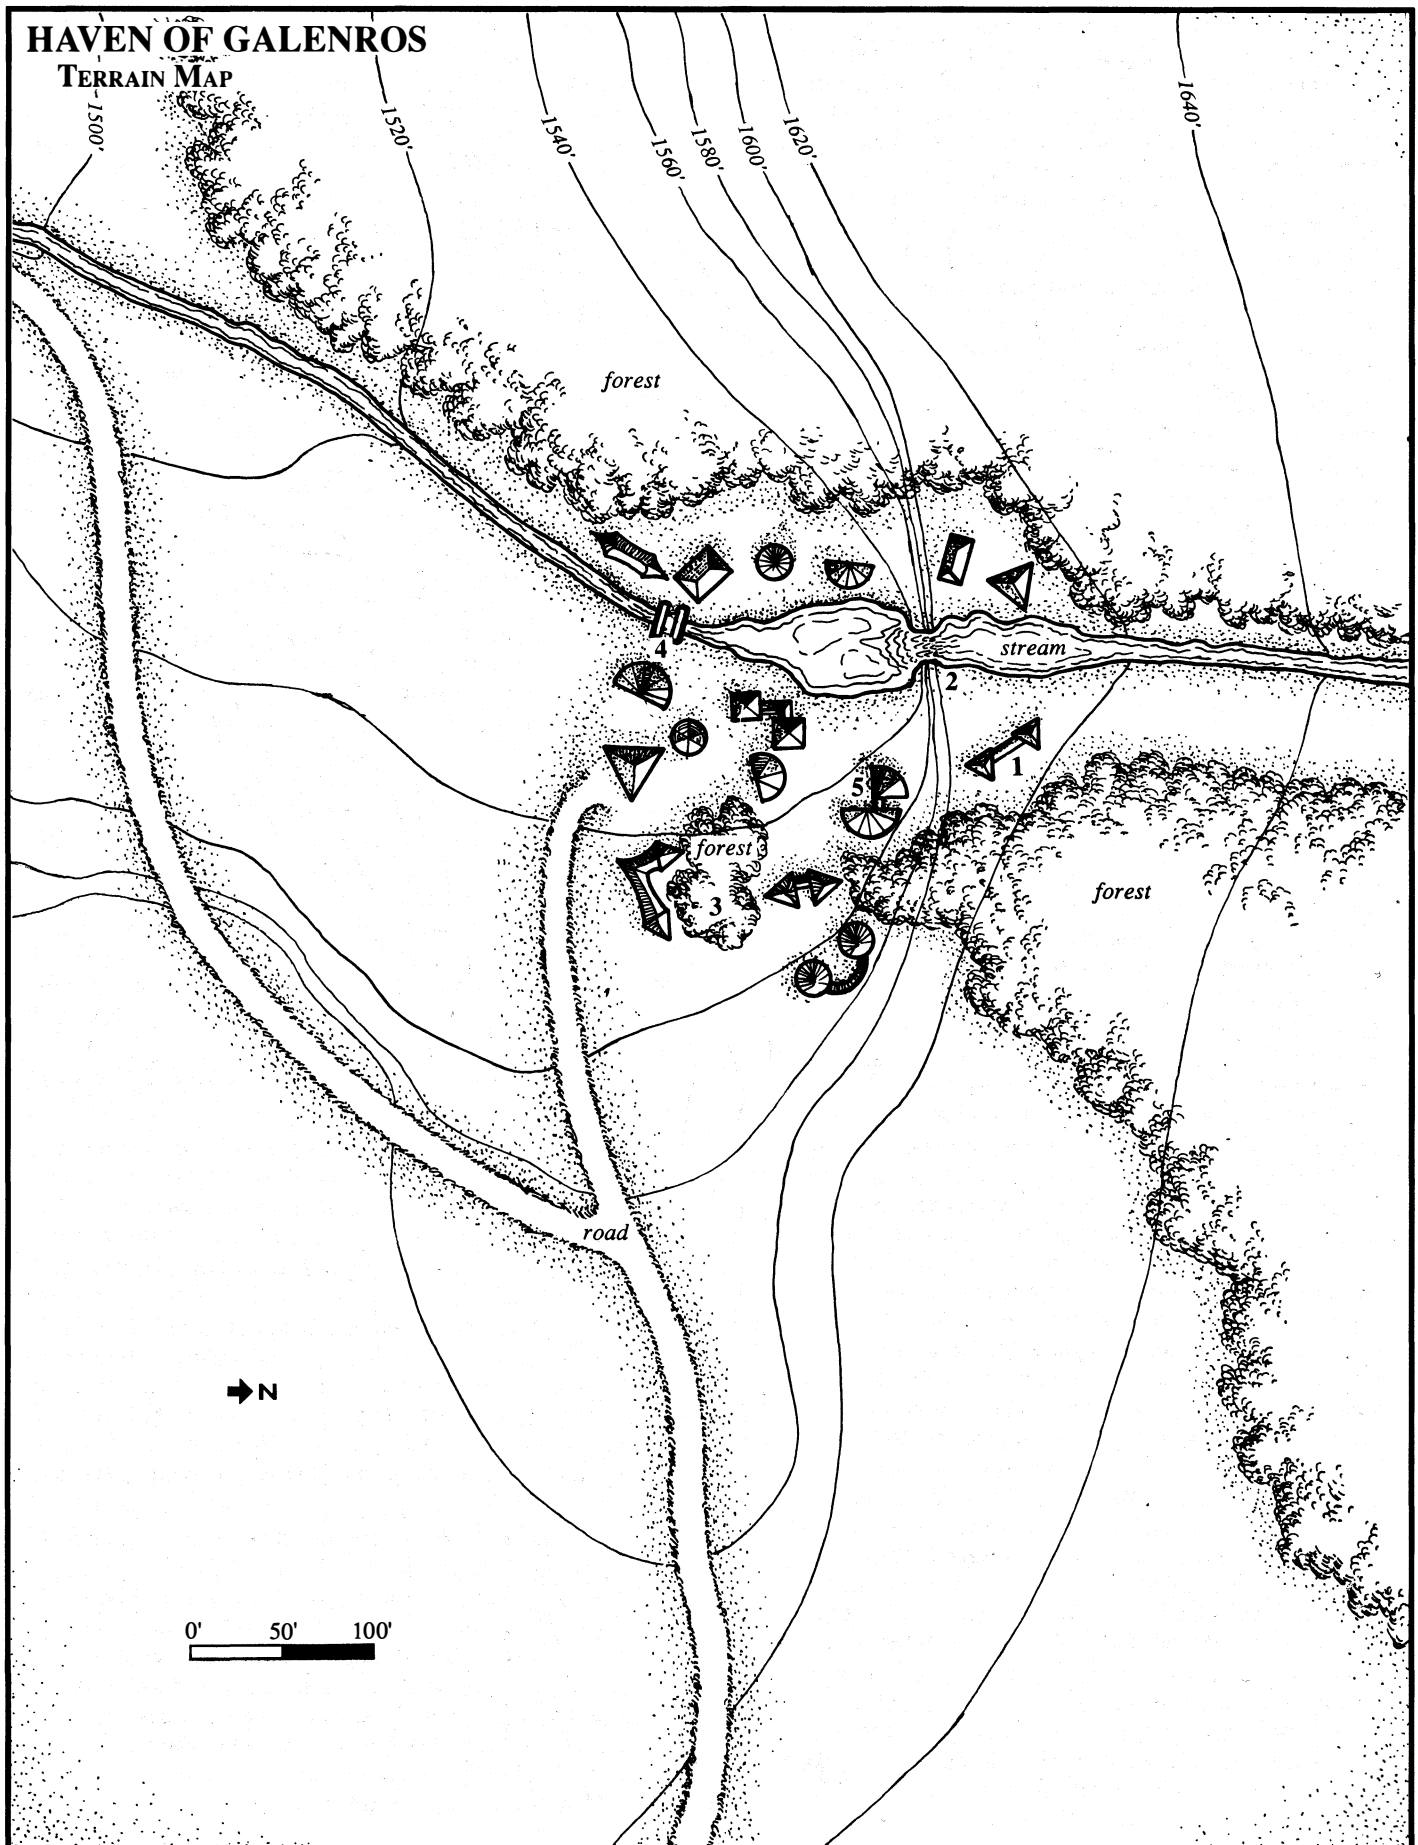 HAVEN OF GALENROS
TERRAIN MAP
1500'
1520'
1540'
1560'
1580'
1600'
1620'
1640'
forest
stream
4
2
1
5
forest
3
forest
road
N
0' 50' 100'